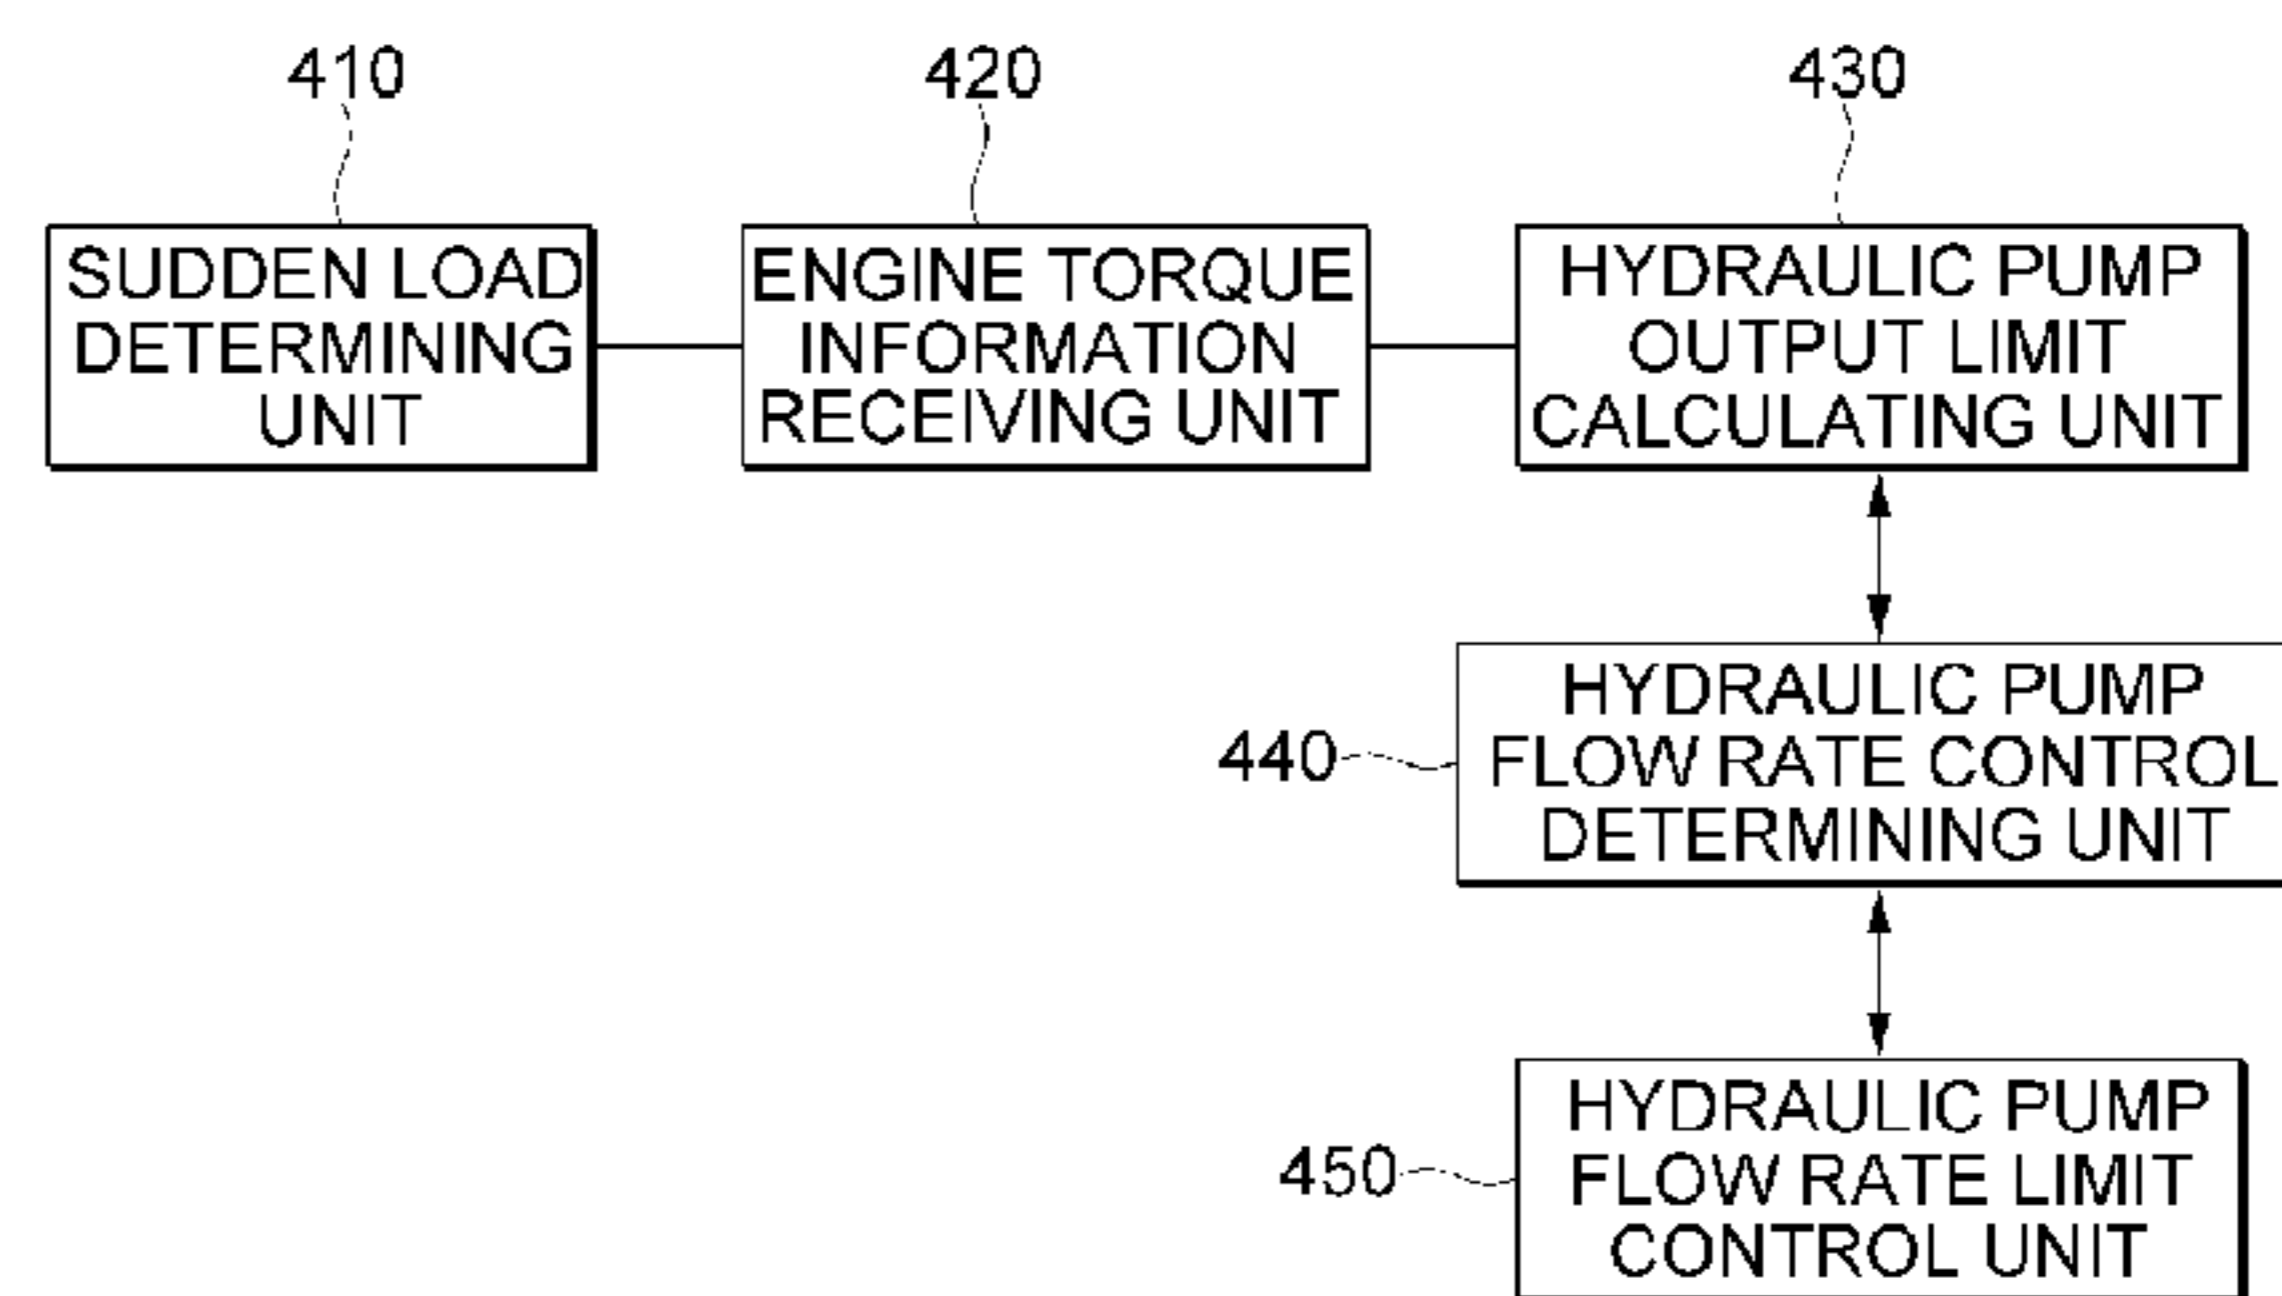 410
420
430
SUDDEN LOAD
DETERMINING
UNIT
ENGINE TORQUE
INFORMATION
RECEIVING UNIT
HYDRAULIC PUMP
OUTPUT LIMIT
CALCULATING UNIT
440
HYDRAULIC PUMP
FLOW RATE CONTROL
DETERMINING UNIT
450
HYDRAULIC PUMP
FLOW RATE LIMIT
CONTROL UNIT